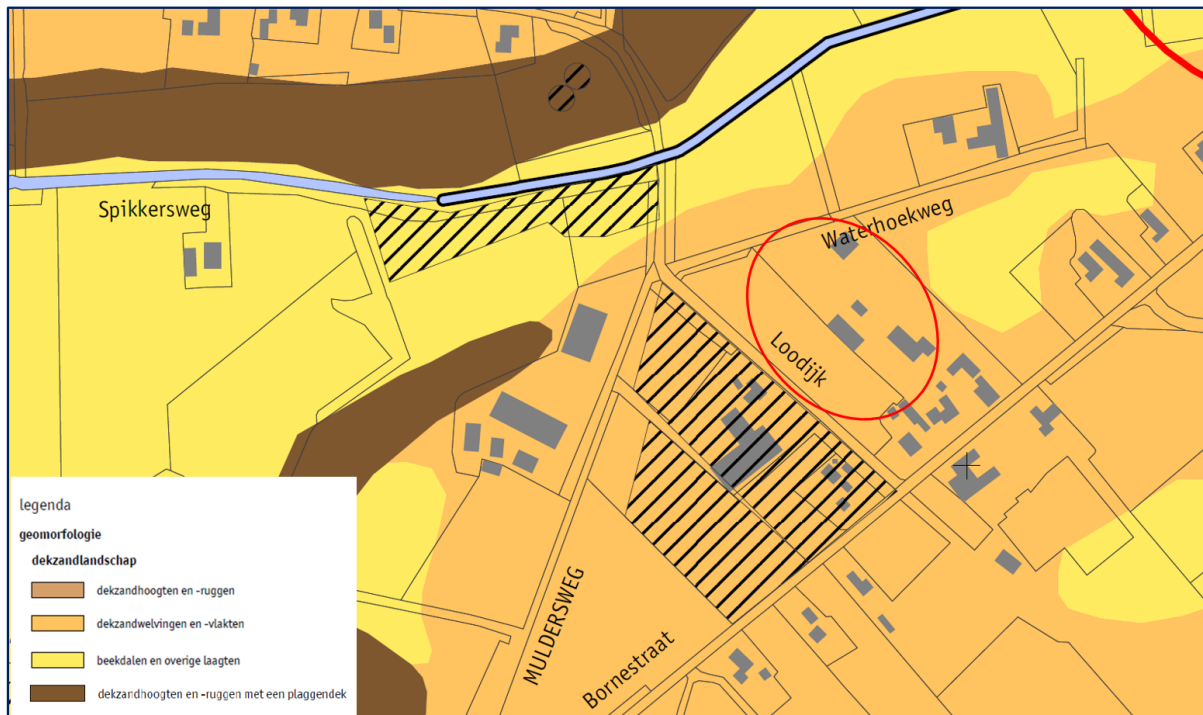 Spikkersweg
Waterhoekweg
Loodijk
MULDERSWEG
Bornestraat
legenda
geomorfologie
dekzandlandschap
dekzandhoogten en -ruggen
dekzandwelvingen en -vlakten
beekdalen en overige laagten
dekzandhoogten en -ruggen met een plaggendek